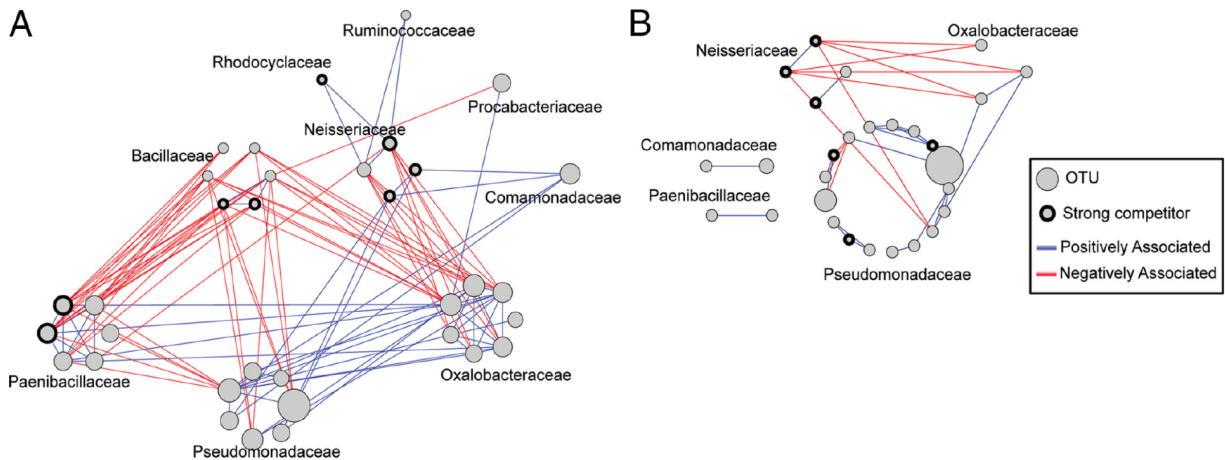 A
Ruminococcaceae
Rhodocyclaceae
Procabacteriaceae
Neisseriaceae
Bacillaceae
Comamonadaceae
Paenibacillaceae
Oxalobacteraceae
Pseudomonadaceae
B
Oxalobacteraceae
Neisseriaceae
Comamonadaceae
Paenibacillaceae
Pseudomonadaceae
OTU
Strong competitor
Positively Associated
Negatively Associated